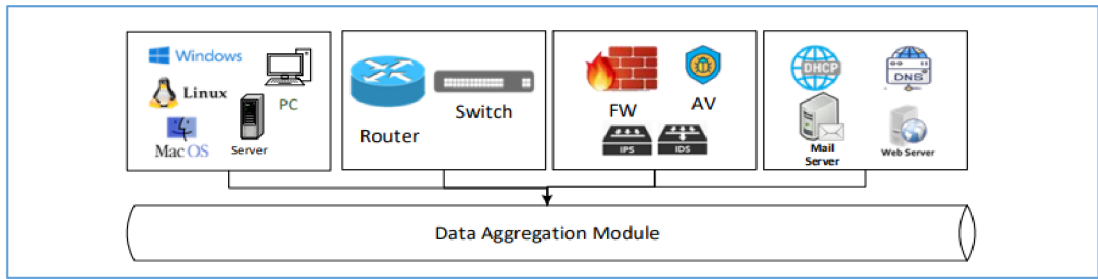 Windows
Linux
PC
Mac OS
Server
Router
Switch
FW
AV
IPS
IDS
DHCP
DNS
Mail
Server
Web Server
Data Aggregation Module